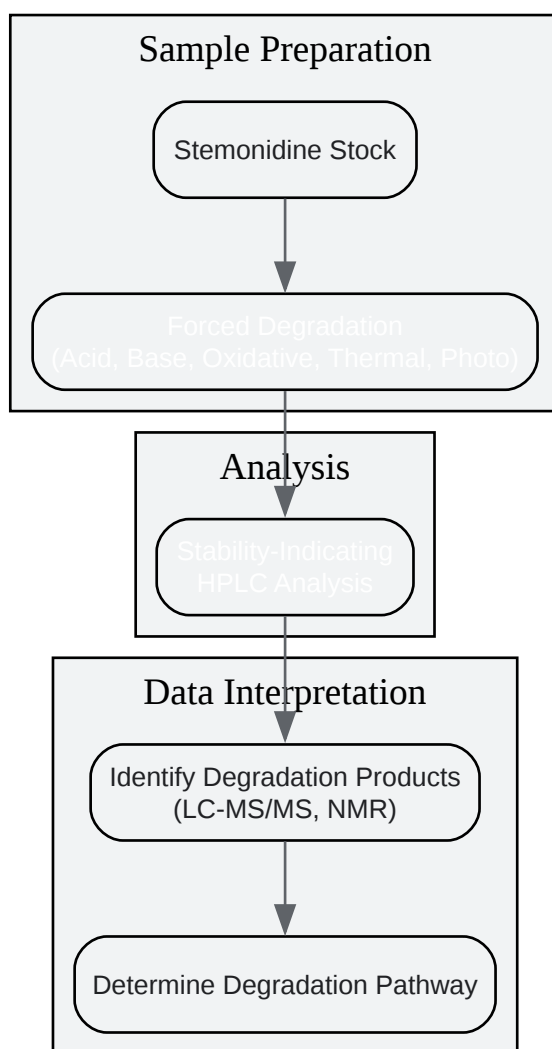 Sample Preparation
Stemonidine Stock
Forced Degradation
(Acid, Base, Oxidative, Thermal, Photo)
Analysis
Stability-Indicating
HPLC Analysis
Data Interpretation
Identify Degradation Products
(LC-MS/MS, NMR)
Determine Degradation Pathway